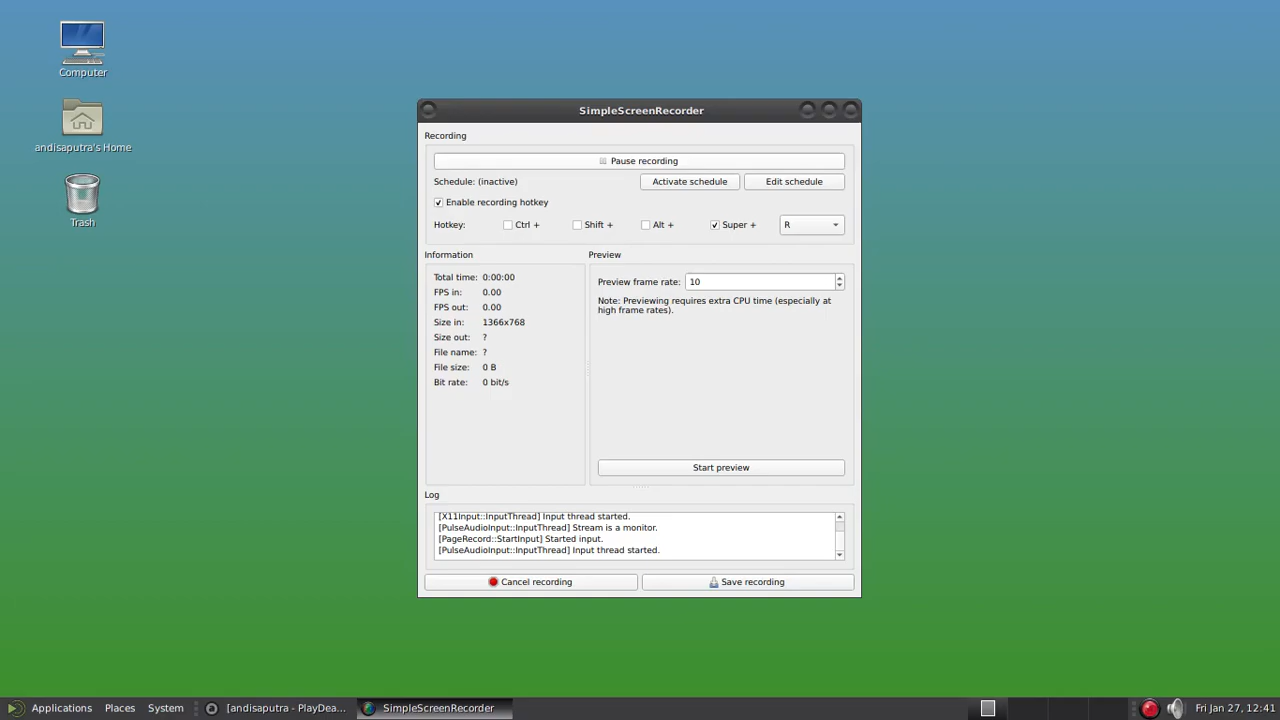 Computer
andisaputra's Home
Trash
SimpleScreenRecorder
Recording
Pause recording
Schedule: (inactive)
Activate schedule
Edit schedule
Enable recording hotkey
Hotkey: Ctrl + Shift + Alt + Super + R
Information
Total time: 0:00:00
FPS in: 0.00
FPS out: 0.00
Size in: 1366x768
Size out: ?
File name: ?
File size: 0 B
Bit rate: 0 bit/s
Preview
Preview frame rate: 10
Note: Previewing requires extra CPU time (especially at
high frame rates).
Start preview
Log
[X11Input::InputThread] Input thread started.
[PulseAudioInput::InputThread] Stream is a monitor.
[PageRecord::StartInput] Started input.
[PulseAudioInput::InputThread] Input thread started.
Cancel recording
Save recording
Applications Places System [andisaputra - PlayDea... SimpleScreenRecorder Fri Jan 27, 12:41